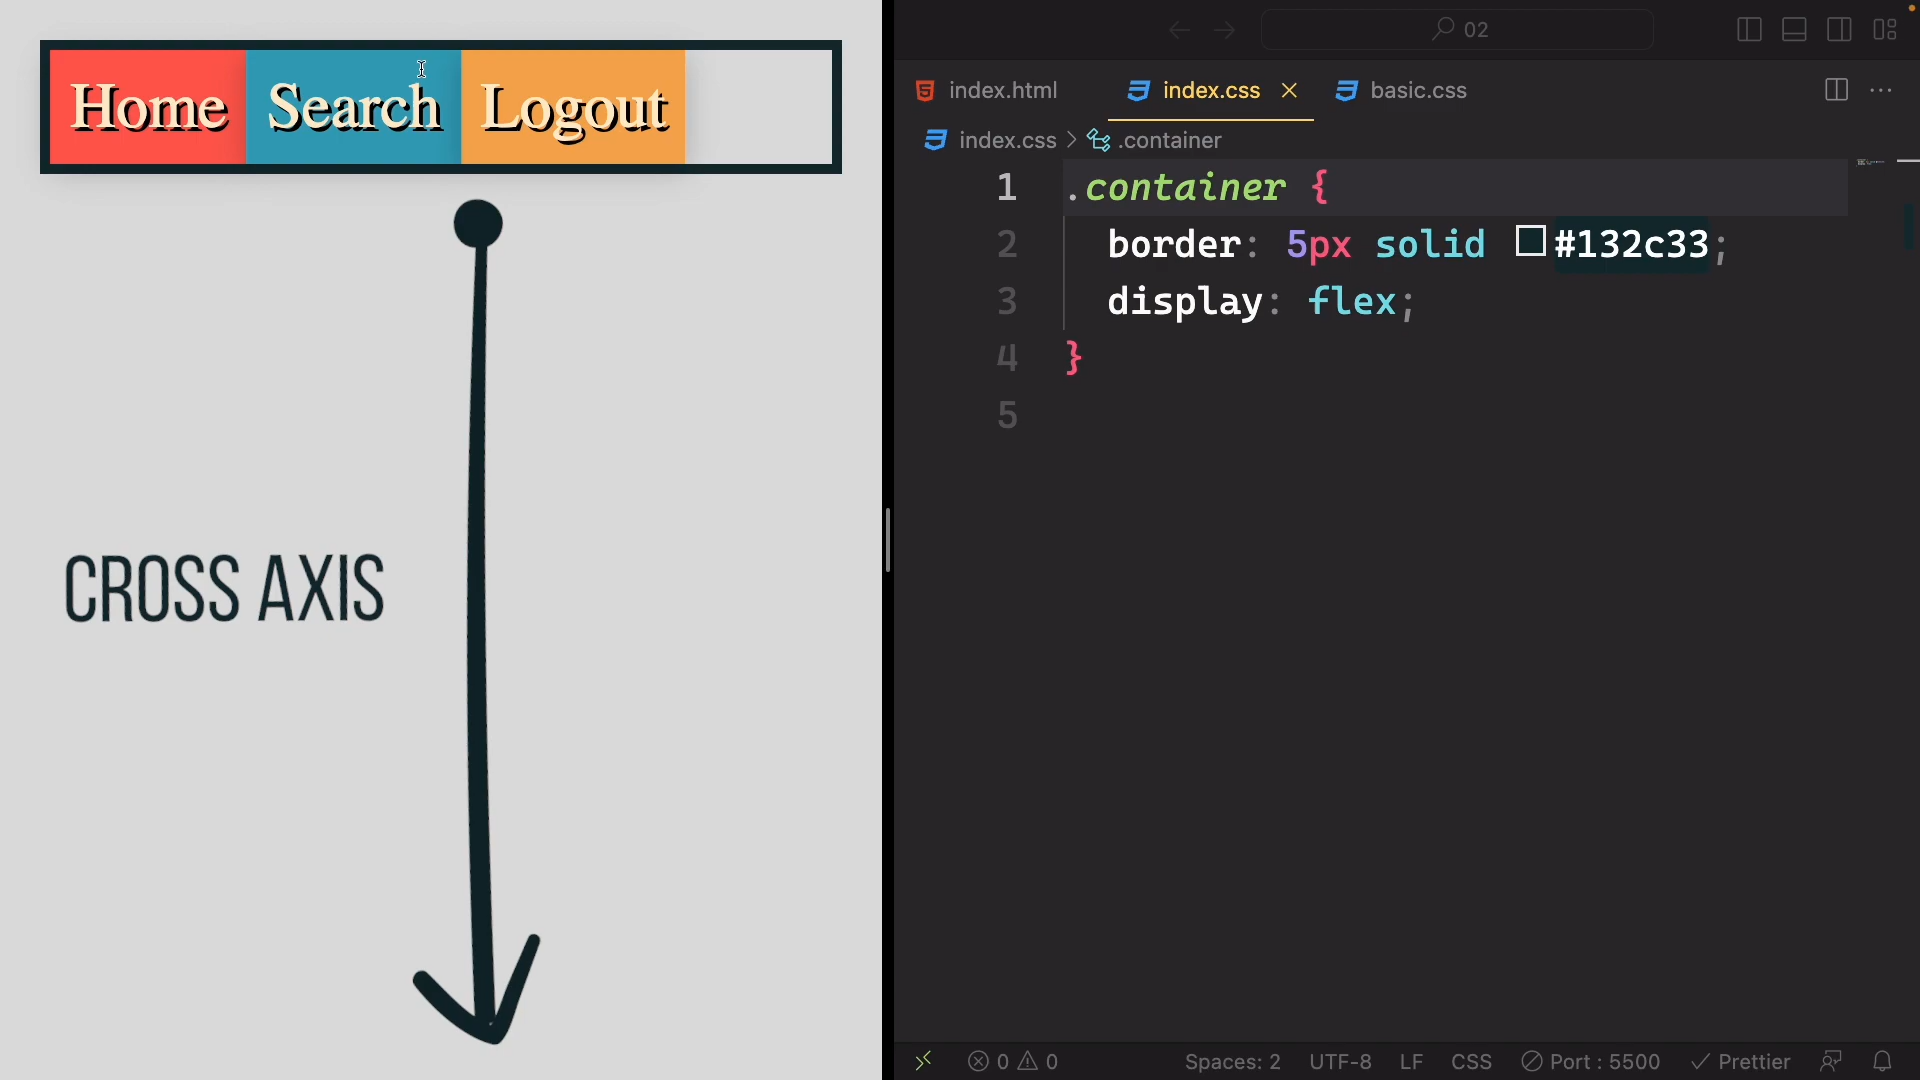 Home Search Logout
CROSS AXIS
02
index.html index.css basic.css
index.css > .container
1 .container {
2 border: 5px solid #132c33;
3 display: flex;
4 }
5
0 0 Spaces: 2 UTF-8 LF CSS Port : 5500 Prettier